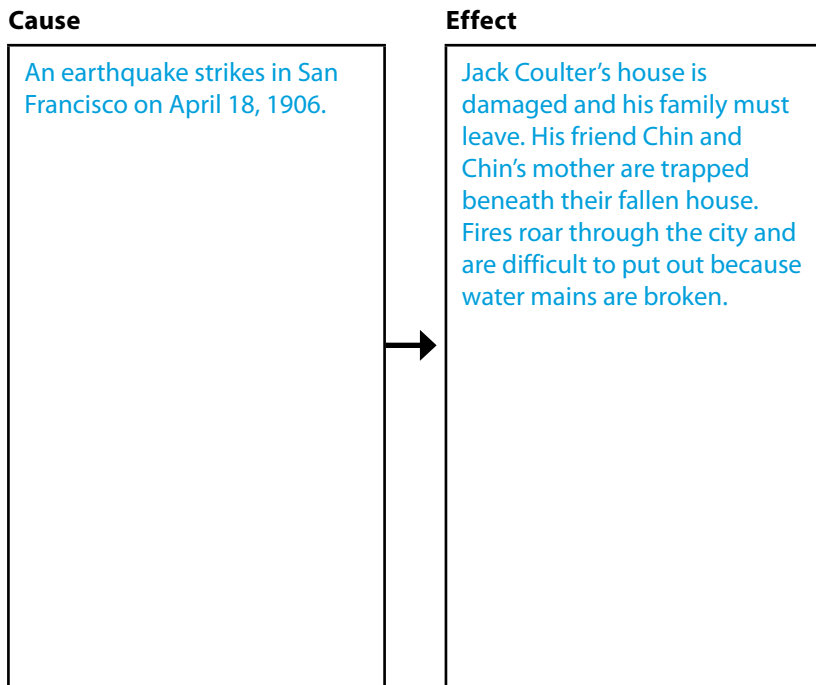 Cause
An earthquake strikes in San
Francisco on April 18, 1906.
Effect
Jack Coulter’s house is
damaged and his family must
leave. His friend Chin and
Chin’s mother are trapped
beneath their fallen house.
Fires roar through the city and
are difficult to put out because
water mains are broken.